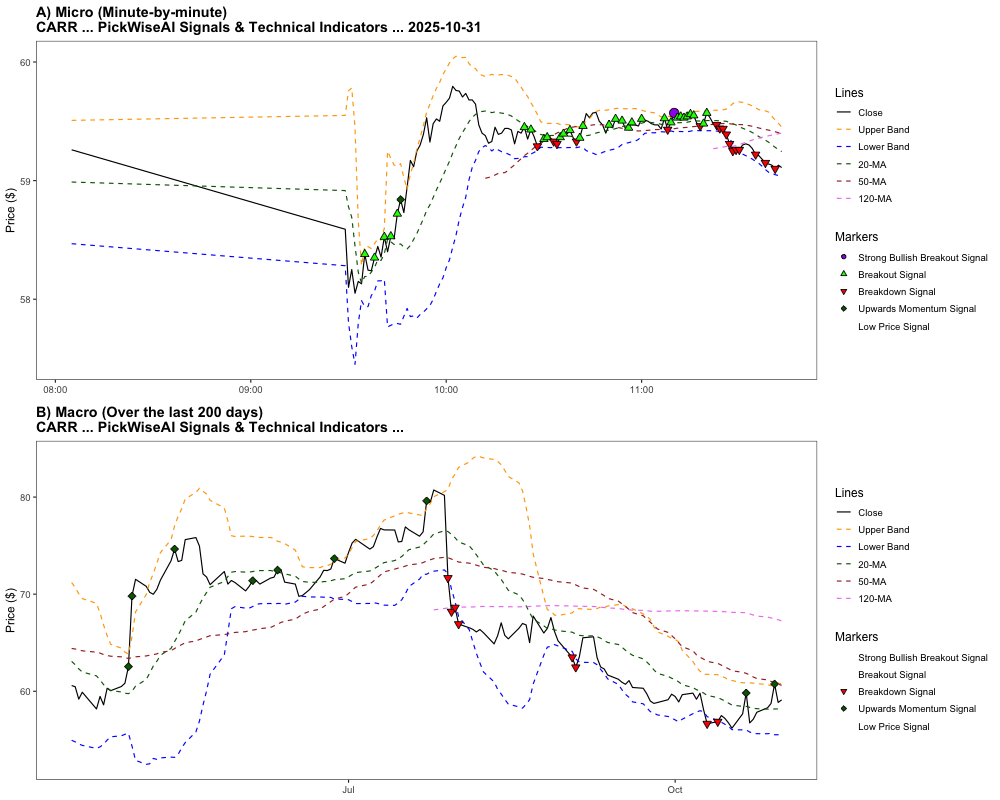 A) Micro (Minute-by-minute)
CARR ... PickWiseAI Signals & Technical Indicators ... 2025-10-31
60
59
58
Price ($)
08:00
09:00
10:00
11:00
Lines
Close
Upper Band
Lower Band
20-MA
50-MA
120-MA
Markers
Strong Bullish Breakout Signal
Breakout Signal
Breakdown Signal
Upwards Momentum Signal
Low Price Signal
B) Macro (Over the last 200 days)
CARR ... PickWiseAI Signals & Technical Indicators ...
80
70
60
Price ($)
Jul
Oct
Lines
Close
Upper Band
Lower Band
20-MA
50-MA
120-MA
Markers
Strong Bullish Breakout Signal
Breakout Signal
Breakdown Signal
Upwards Momentum Signal
Low Price Signal